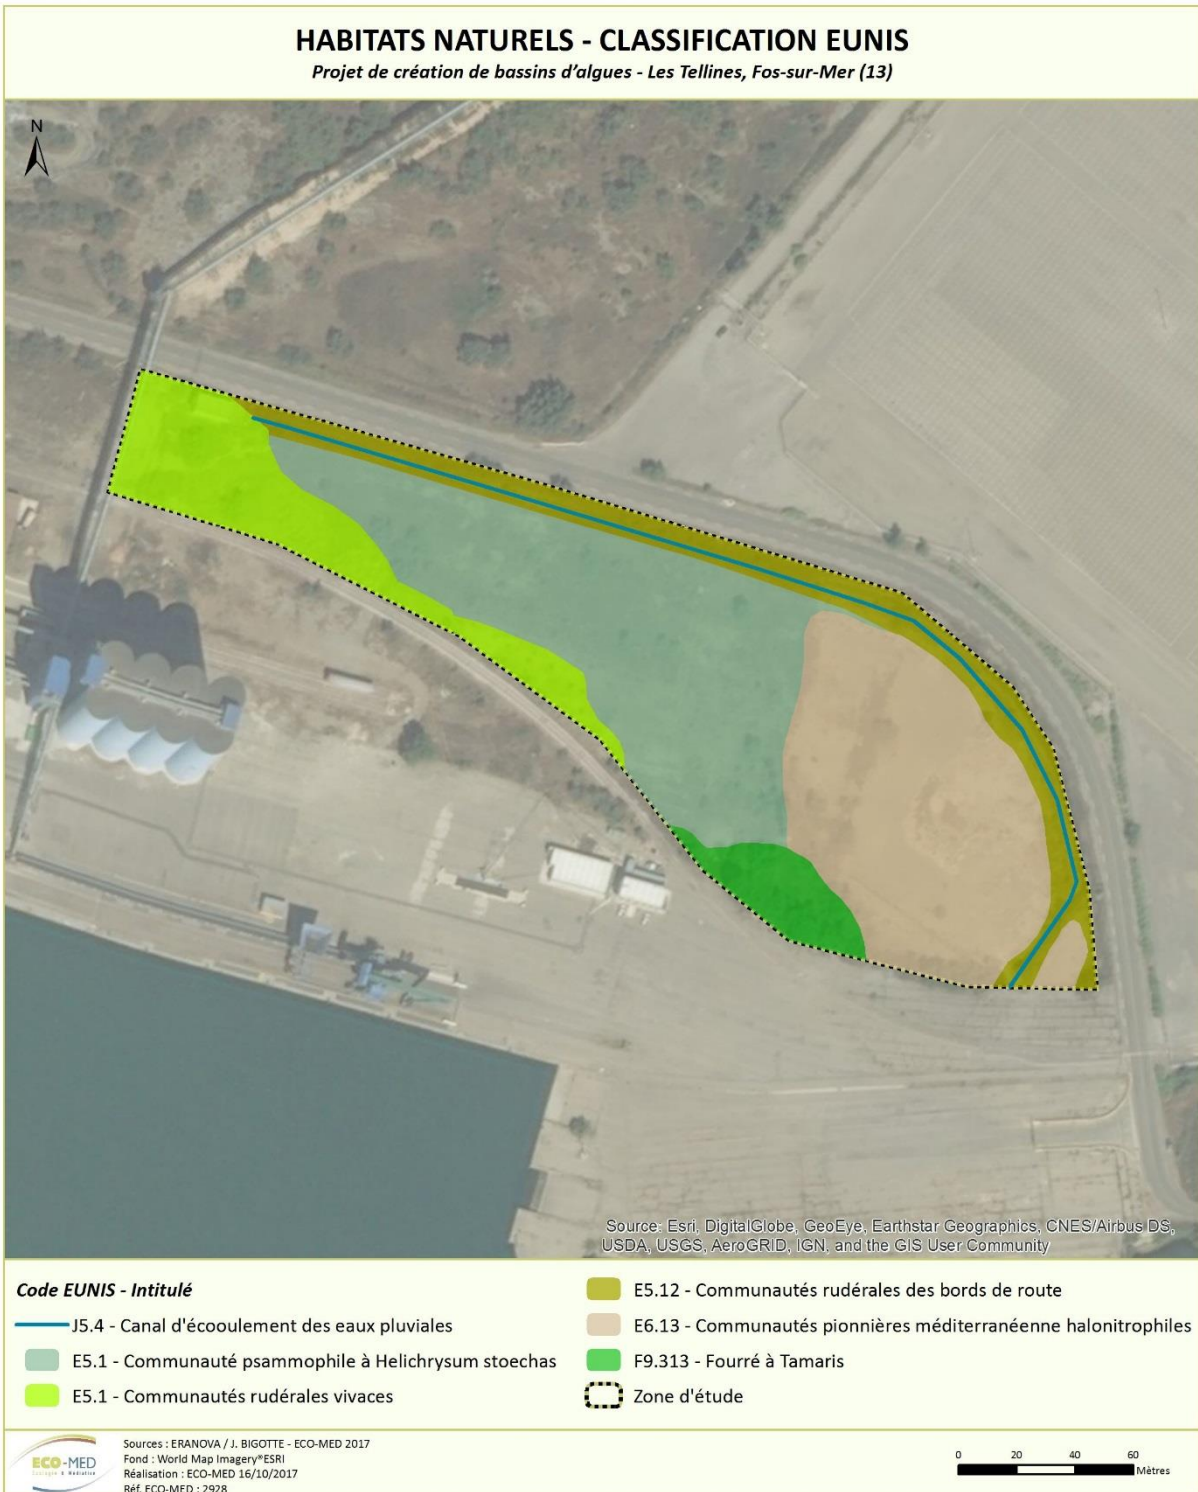 HABITATS NATURELS - CLASSIFICATION EUNIS
Projet de création de bassins d'algues - Les Tellines, Fos-sur-Mer (13)
N
Source: Esri, DigitalGlobe, GeoEye, Earthstar Geographics, CNES/Airbus DS,
USDA, USGS, AeroGRID, IGN, and the GIS User Community
Code EUNIS - Intitulé
J5.4 - Canal d'écooulement des eaux pluviales
E5.1 - Communauté psammophile à Helichrysum stoechas
E5.1 - Communautés rudérales vivaces
E5.12 - Communautés rudérales des bords de route
E6.13 - Communautés pionnières méditerranéenne halonitrophiles
F9.313 - Fourré à Tamaris
Zone d'étude
ECO-MED
Ecologie & Médiation
Sources : ERANOVA / J. BIGOTTE - ECO-MED 2017
Fond : World Map Imagery®ESRI
Réalisation : ECO-MED 16/10/2017
Réf. ECO-MED : 2928
0 20 40 60
Mètres